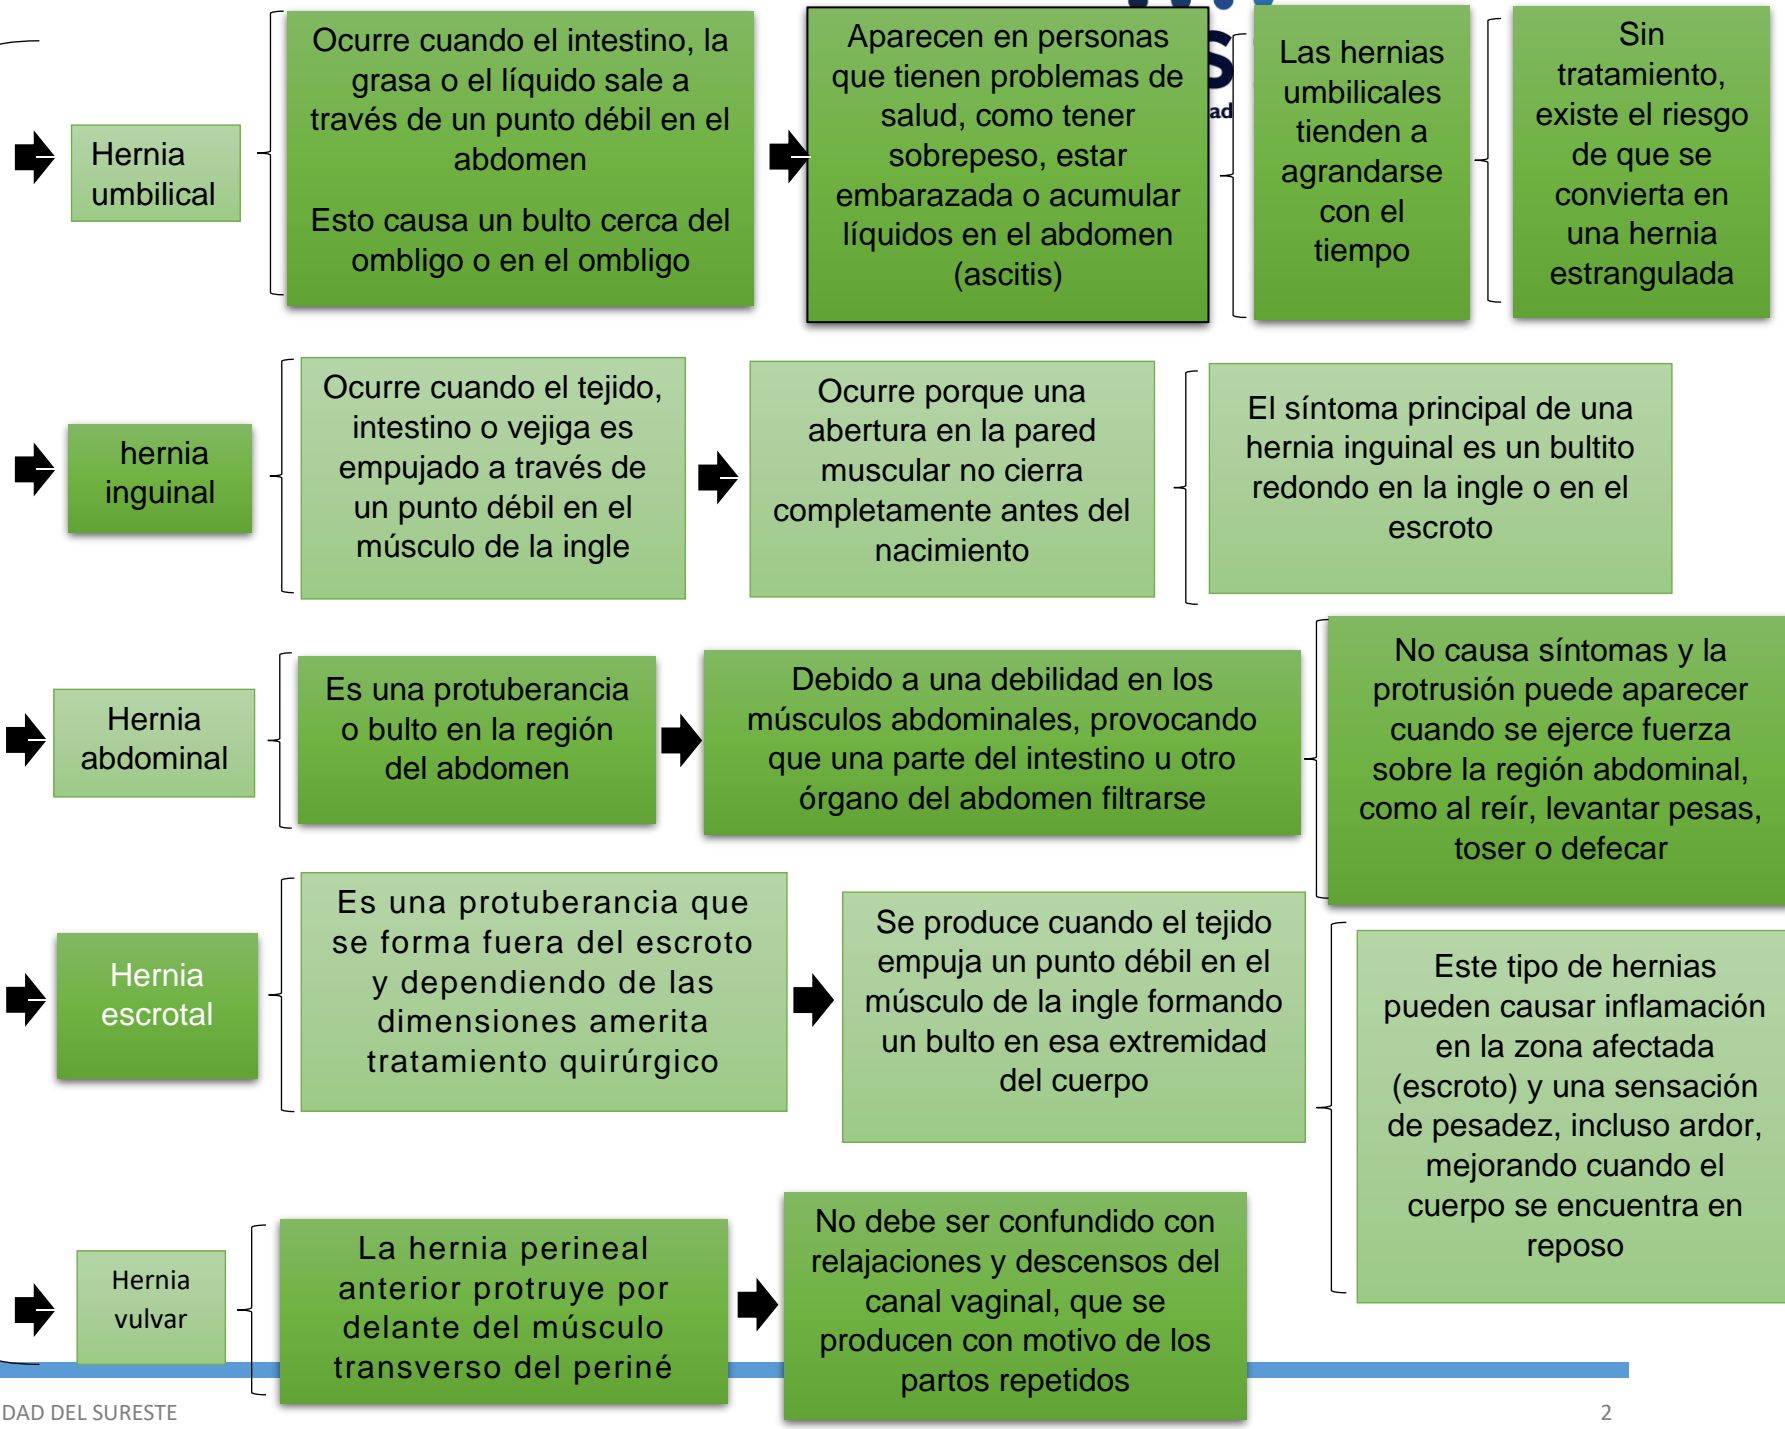 Hernia
umbilical
Ocurre cuando el intestino, la
grasa o el líquido sale a
través de un punto débil en el
abdomen
Esto causa un bulto cerca del
ombligo o en el ombligo
Aparecen en personas
que tienen problemas de
salud, como tener
sobrepeso, estar
embarazada o acumular
líquidos en el abdomen
(ascitis)
S
ad
Las hernias
umbilicales
tienden a
agrandarse
con el
tiempo
Sin
tratamiento,
existe el riesgo
de que se
convierta en
una hernia
estrangulada
hernia
inguinal
Ocurre cuando el tejido,
intestino o vejiga es
empujado a través de
un punto débil en el
músculo de la ingle
Ocurre porque una
abertura en la pared
muscular no cierra
completamente antes del
nacimiento
El síntoma principal de una
hernia inguinal es un bultito
redondo en la ingle o en el
escroto
Hernia
abdominal
Es una protuberancia
o bulto en la región
del abdomen
Debido a una debilidad en los
músculos abdominales, provocando
que una parte del intestino u otro
órgano del abdomen filtrarse
No causa síntomas y la
protrusión puede aparecer
cuando se ejerce fuerza
sobre la región abdominal,
como al reír, levantar pesas,
toser o defecar
Hernia
escrotal
Es una protuberancia que
se forma fuera del escroto
y dependiendo de las
dimensiones amerita
tratamiento quirúrgico
Se produce cuando el tejido
empuja un punto débil en el
músculo de la ingle formando
un bulto en esa extremidad
del cuerpo
Este tipo de hernias
pueden causar inflamación
en la zona afectada
(escroto) y una sensación
de pesadez, incluso ardor,
mejorando cuando el
cuerpo se encuentra en
reposo
Hernia
vulvar
La hernia perineal
anterior protruye por
delante del músculo
transverso del periné
No debe ser confundido con
relajaciones y descensos del
canal vaginal, que se
producen con motivo de los
partos repetidos
DAD DEL SURESTE
2